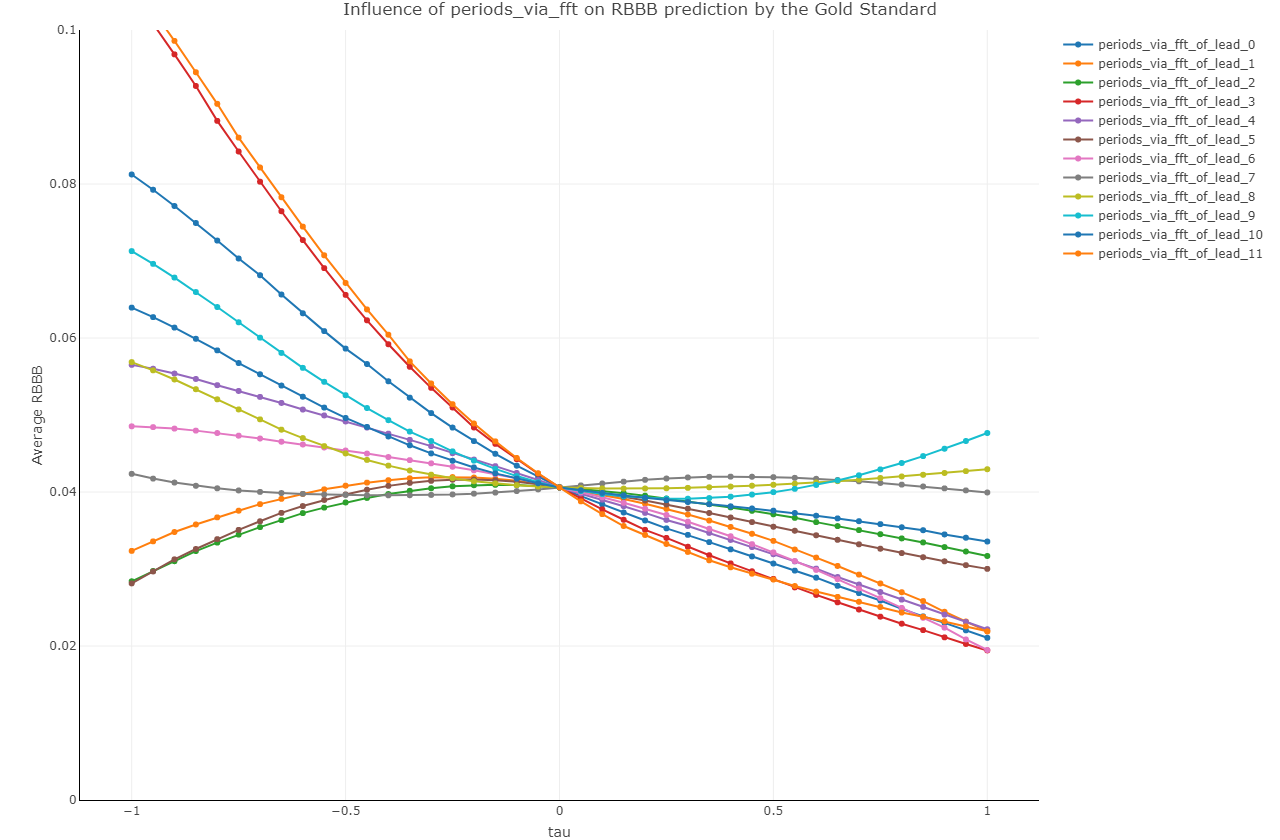 Influence of periods_via_fft on RBBB prediction by the Gold Standard
0.1
0.08
0.06
0.04
0.02
0
Average RBBB
−1
−0.5
0
0.5
1
tau
periods_via_fft_of_lead_0
periods_via_fft_of_lead_1
periods_via_fft_of_lead_2
periods_via_fft_of_lead_3
periods_via_fft_of_lead_4
periods_via_fft_of_lead_5
periods_via_fft_of_lead_6
periods_via_fft_of_lead_7
periods_via_fft_of_lead_8
periods_via_fft_of_lead_9
periods_via_fft_of_lead_10
periods_via_fft_of_lead_11